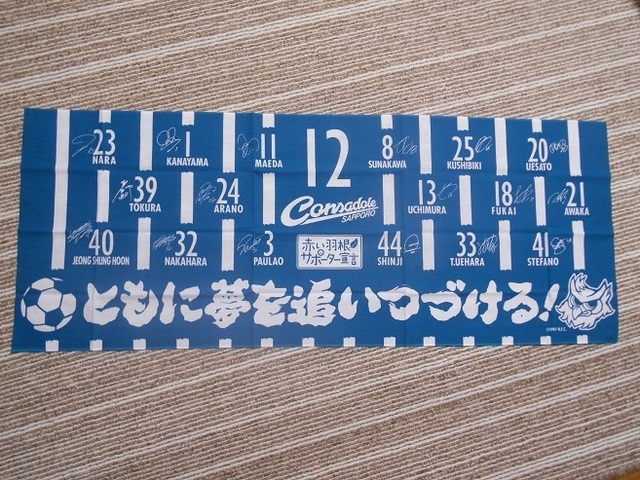 23 1 11 12 8 25 20
NARA KANAYAMA MAEDA SUNAKAWA KUSHIBIKI UESATO
39 24 13 18 21
TOKURA ARANO UCHIMURA FUKAI AWAKA
Consadole
SAPPORO
40 32 3 44 33 41
JEONG SHUNG HOON NAKAHARA PAULAO SHINJI T.UEHARA STEFANO
赤い羽根
サポーター宣言
ともに夢を追いつづける!